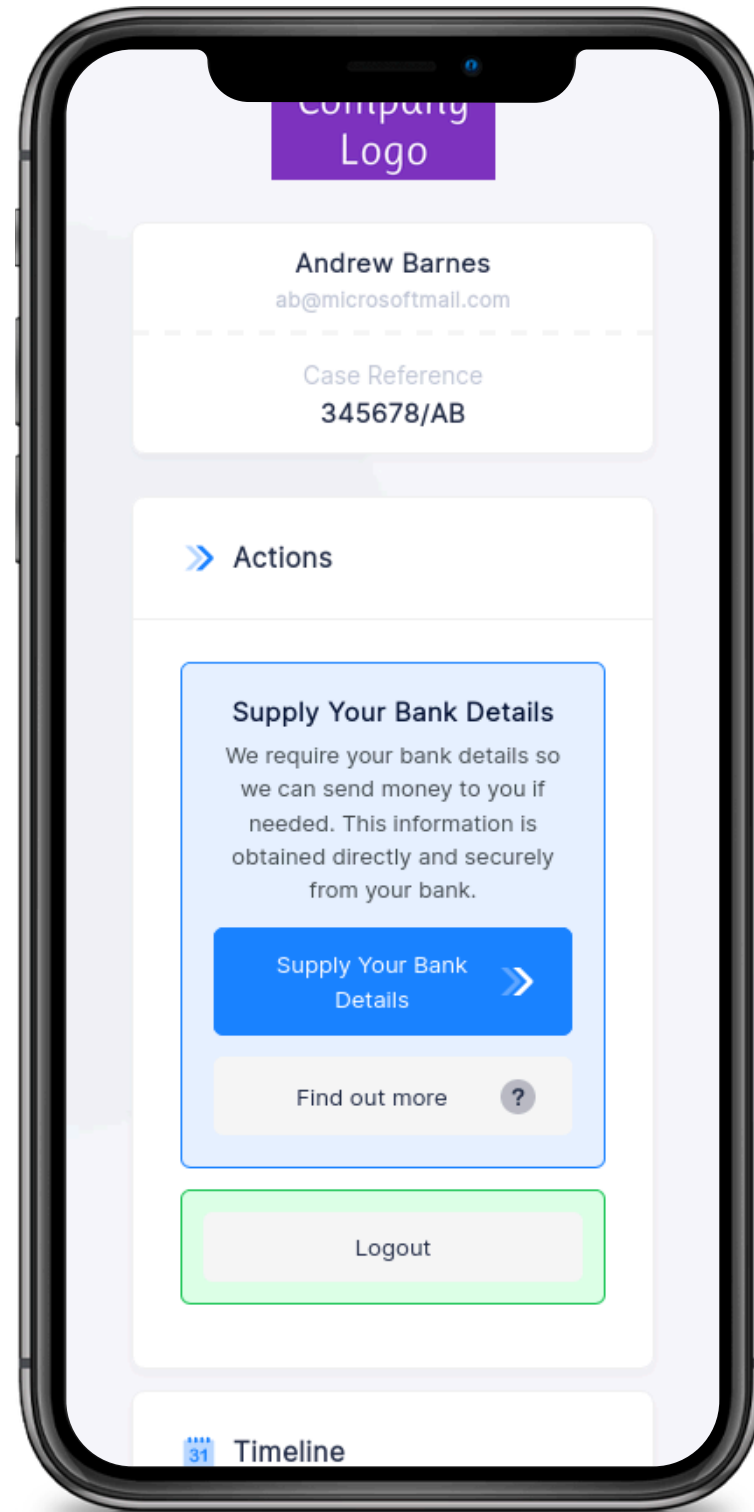 Company
Logo
Andrew Barnes
ab@microsoftmail.com
Case Reference
345678/AB
Actions
Supply Your Bank Details
We require your bank details so
we can send money to you if
needed. This information is
obtained directly and securely
from your bank.
Supply Your Bank
Details
Find out more
?
Logout
31
Timeline